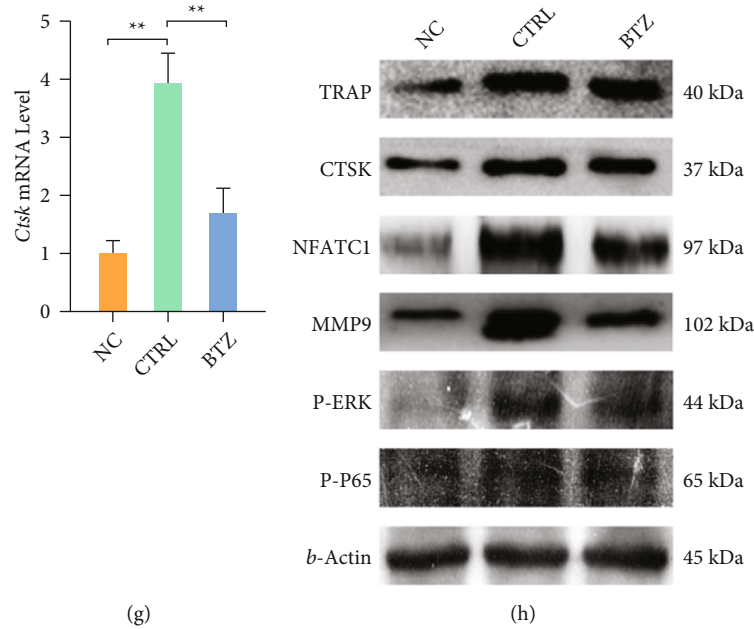 5
4
3
2
1
0
Ctsk mRNA Level
**
**
NC
CTRL
BTZ
(g)
NC
CTRL
BTZ
TRAP
40 kDa
CTSK
37 kDa
NFATC1
97 kDa
MMP9
102 kDa
P-ERK
44 kDa
P-P65
65 kDa
b-Actin
45 kDa
(h)